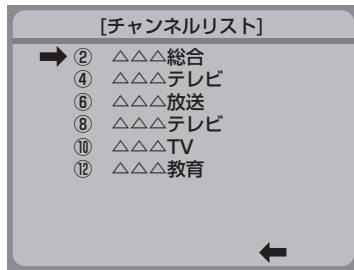 [チャンネルリスト]
➡ ② △△△総合
④ △△△テレビ
⑥ △△△放送
⑧ △△△テレビ
⑩ △△△TV
⑫ △△△教育
⬅